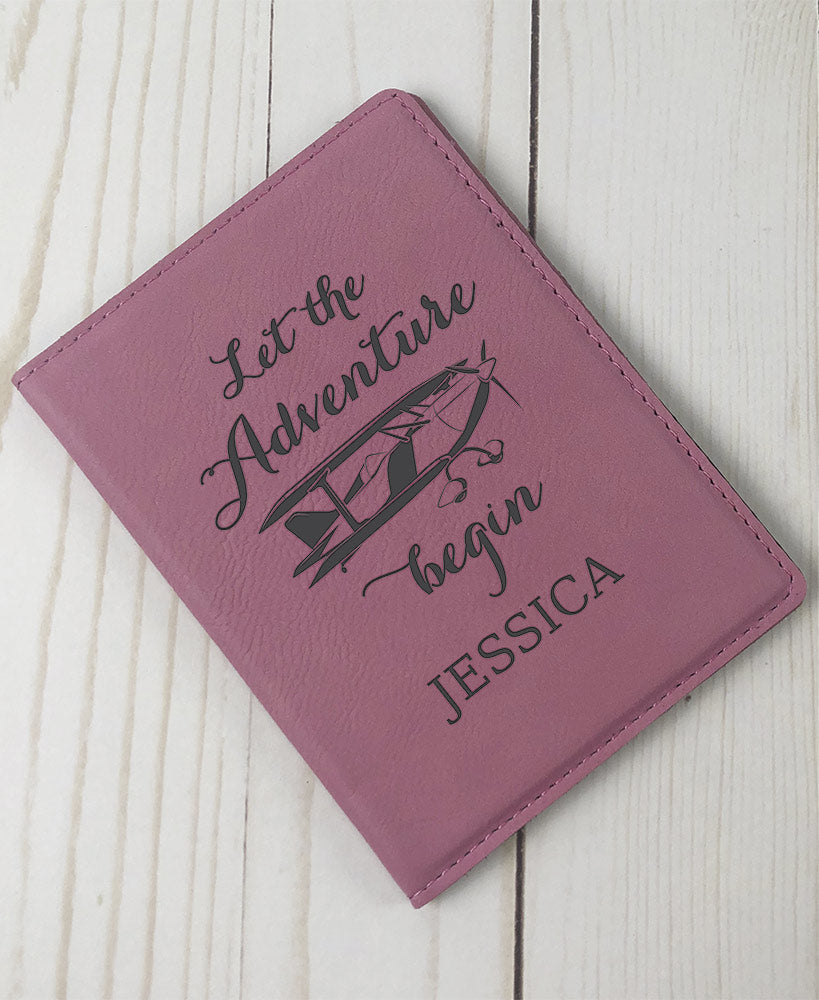 Let the
Adventure
begin
JESSICA